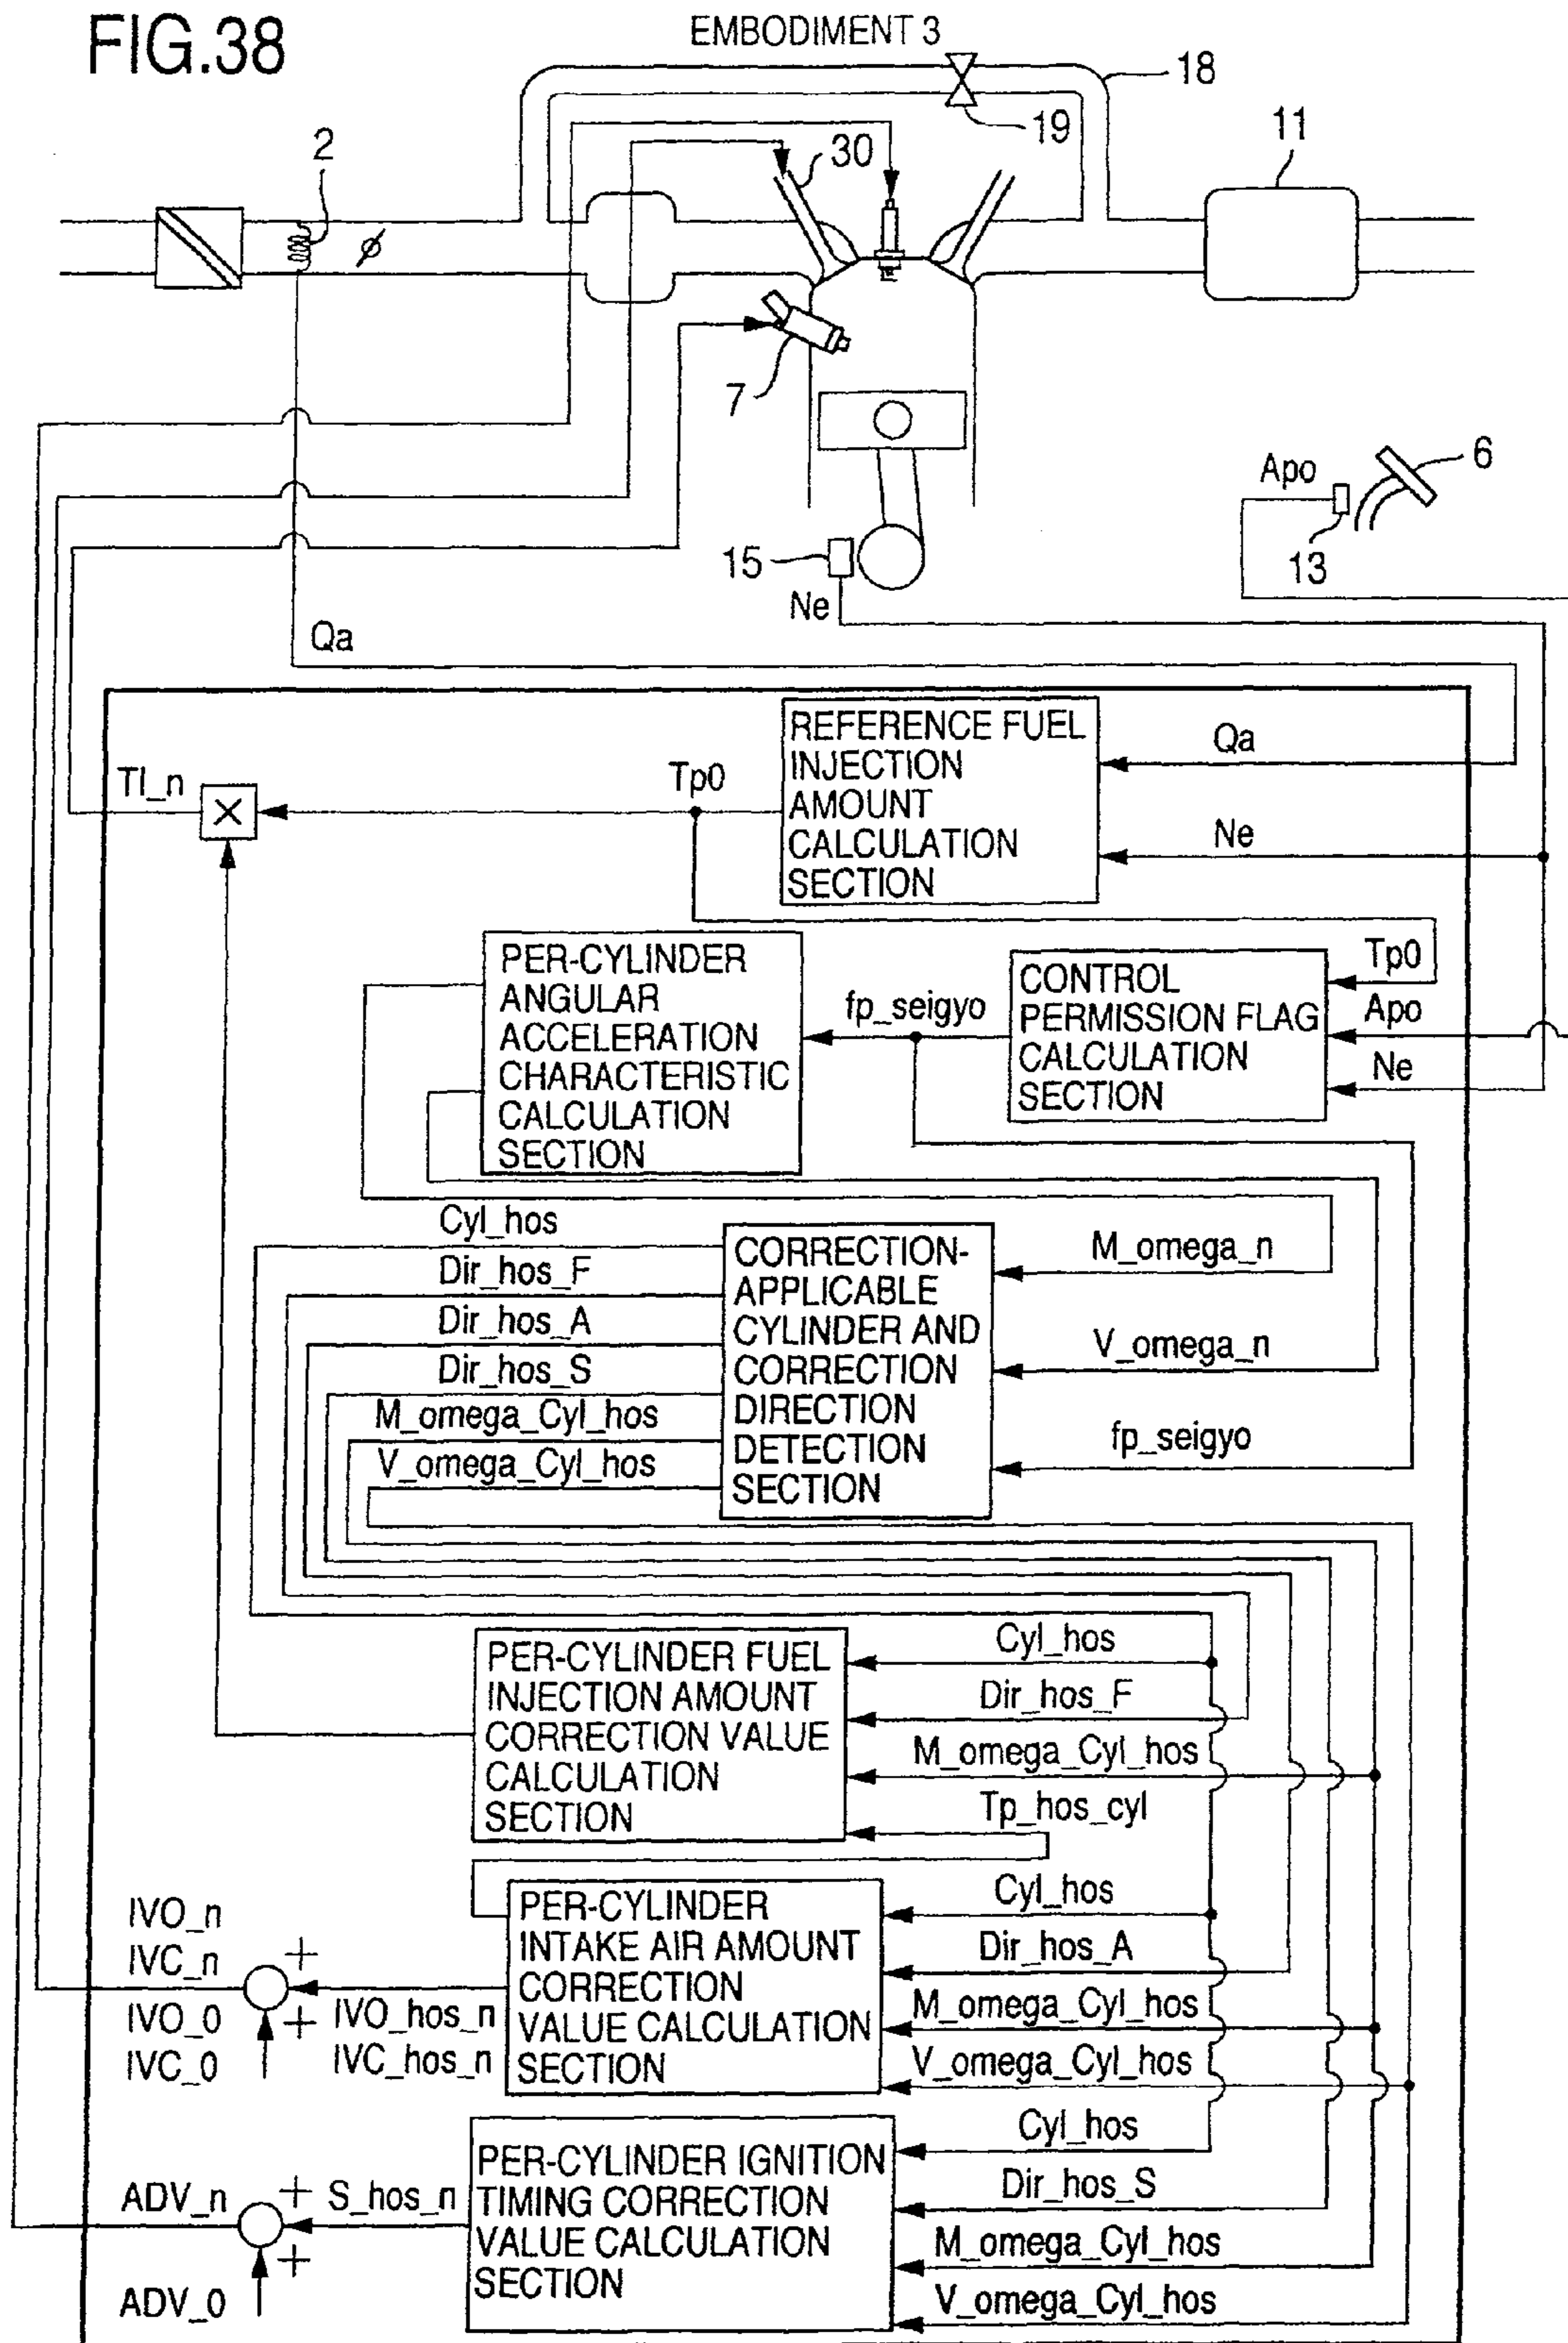 FIG.38
EMBODIMENT 3
18
19
2
30
11
7
6
Apo
13
15
Ne
Qa
REFERENCE FUEL
INJECTION
AMOUNT
CALCULATION
SECTION
Qa
Ne
TI_n
×
Tp0
PER-CYLINDER
ANGULAR
ACCELERATION
CHARACTERISTIC
CALCULATION
SECTION
fp_seigyo
CONTROL
PERMISSION FLAG
CALCULATION
SECTION
Tp0
Apo
Ne
Cyl_hos
Dir_hos_F
Dir_hos_A
Dir_hos_S
M_omega_Cyl_hos
V_omega_Cyl_hos
CORRECTION-
APPLICABLE
CYLINDER AND
CORRECTION
DIRECTION
DETECTION
SECTION
M_omega_n
V_omega_n
fp_seigyo
PER-CYLINDER FUEL
INJECTION AMOUNT
CORRECTION VALUE
CALCULATION
SECTION
Cyl_hos
Dir_hos_F
M_omega_Cyl_hos
Tp_hos_cyl
IVO_n
IVC_n
IVO_0
IVC_0
+
+
IVO_hos_n
IVC_hos_n
PER-CYLINDER
INTAKE AIR AMOUNT
CORRECTION
VALUE CALCULATION
SECTION
Cyl_hos
Dir_hos_A
M_omega_Cyl_hos
V_omega_Cyl_hos
ADV_n
ADV_0
+
+
S_hos_n
PER-CYLINDER IGNITION
TIMING CORRECTION
VALUE CALCULATION
SECTION
Cyl_hos
Dir_hos_S
M_omega_Cyl_hos
V_omega_Cyl_hos